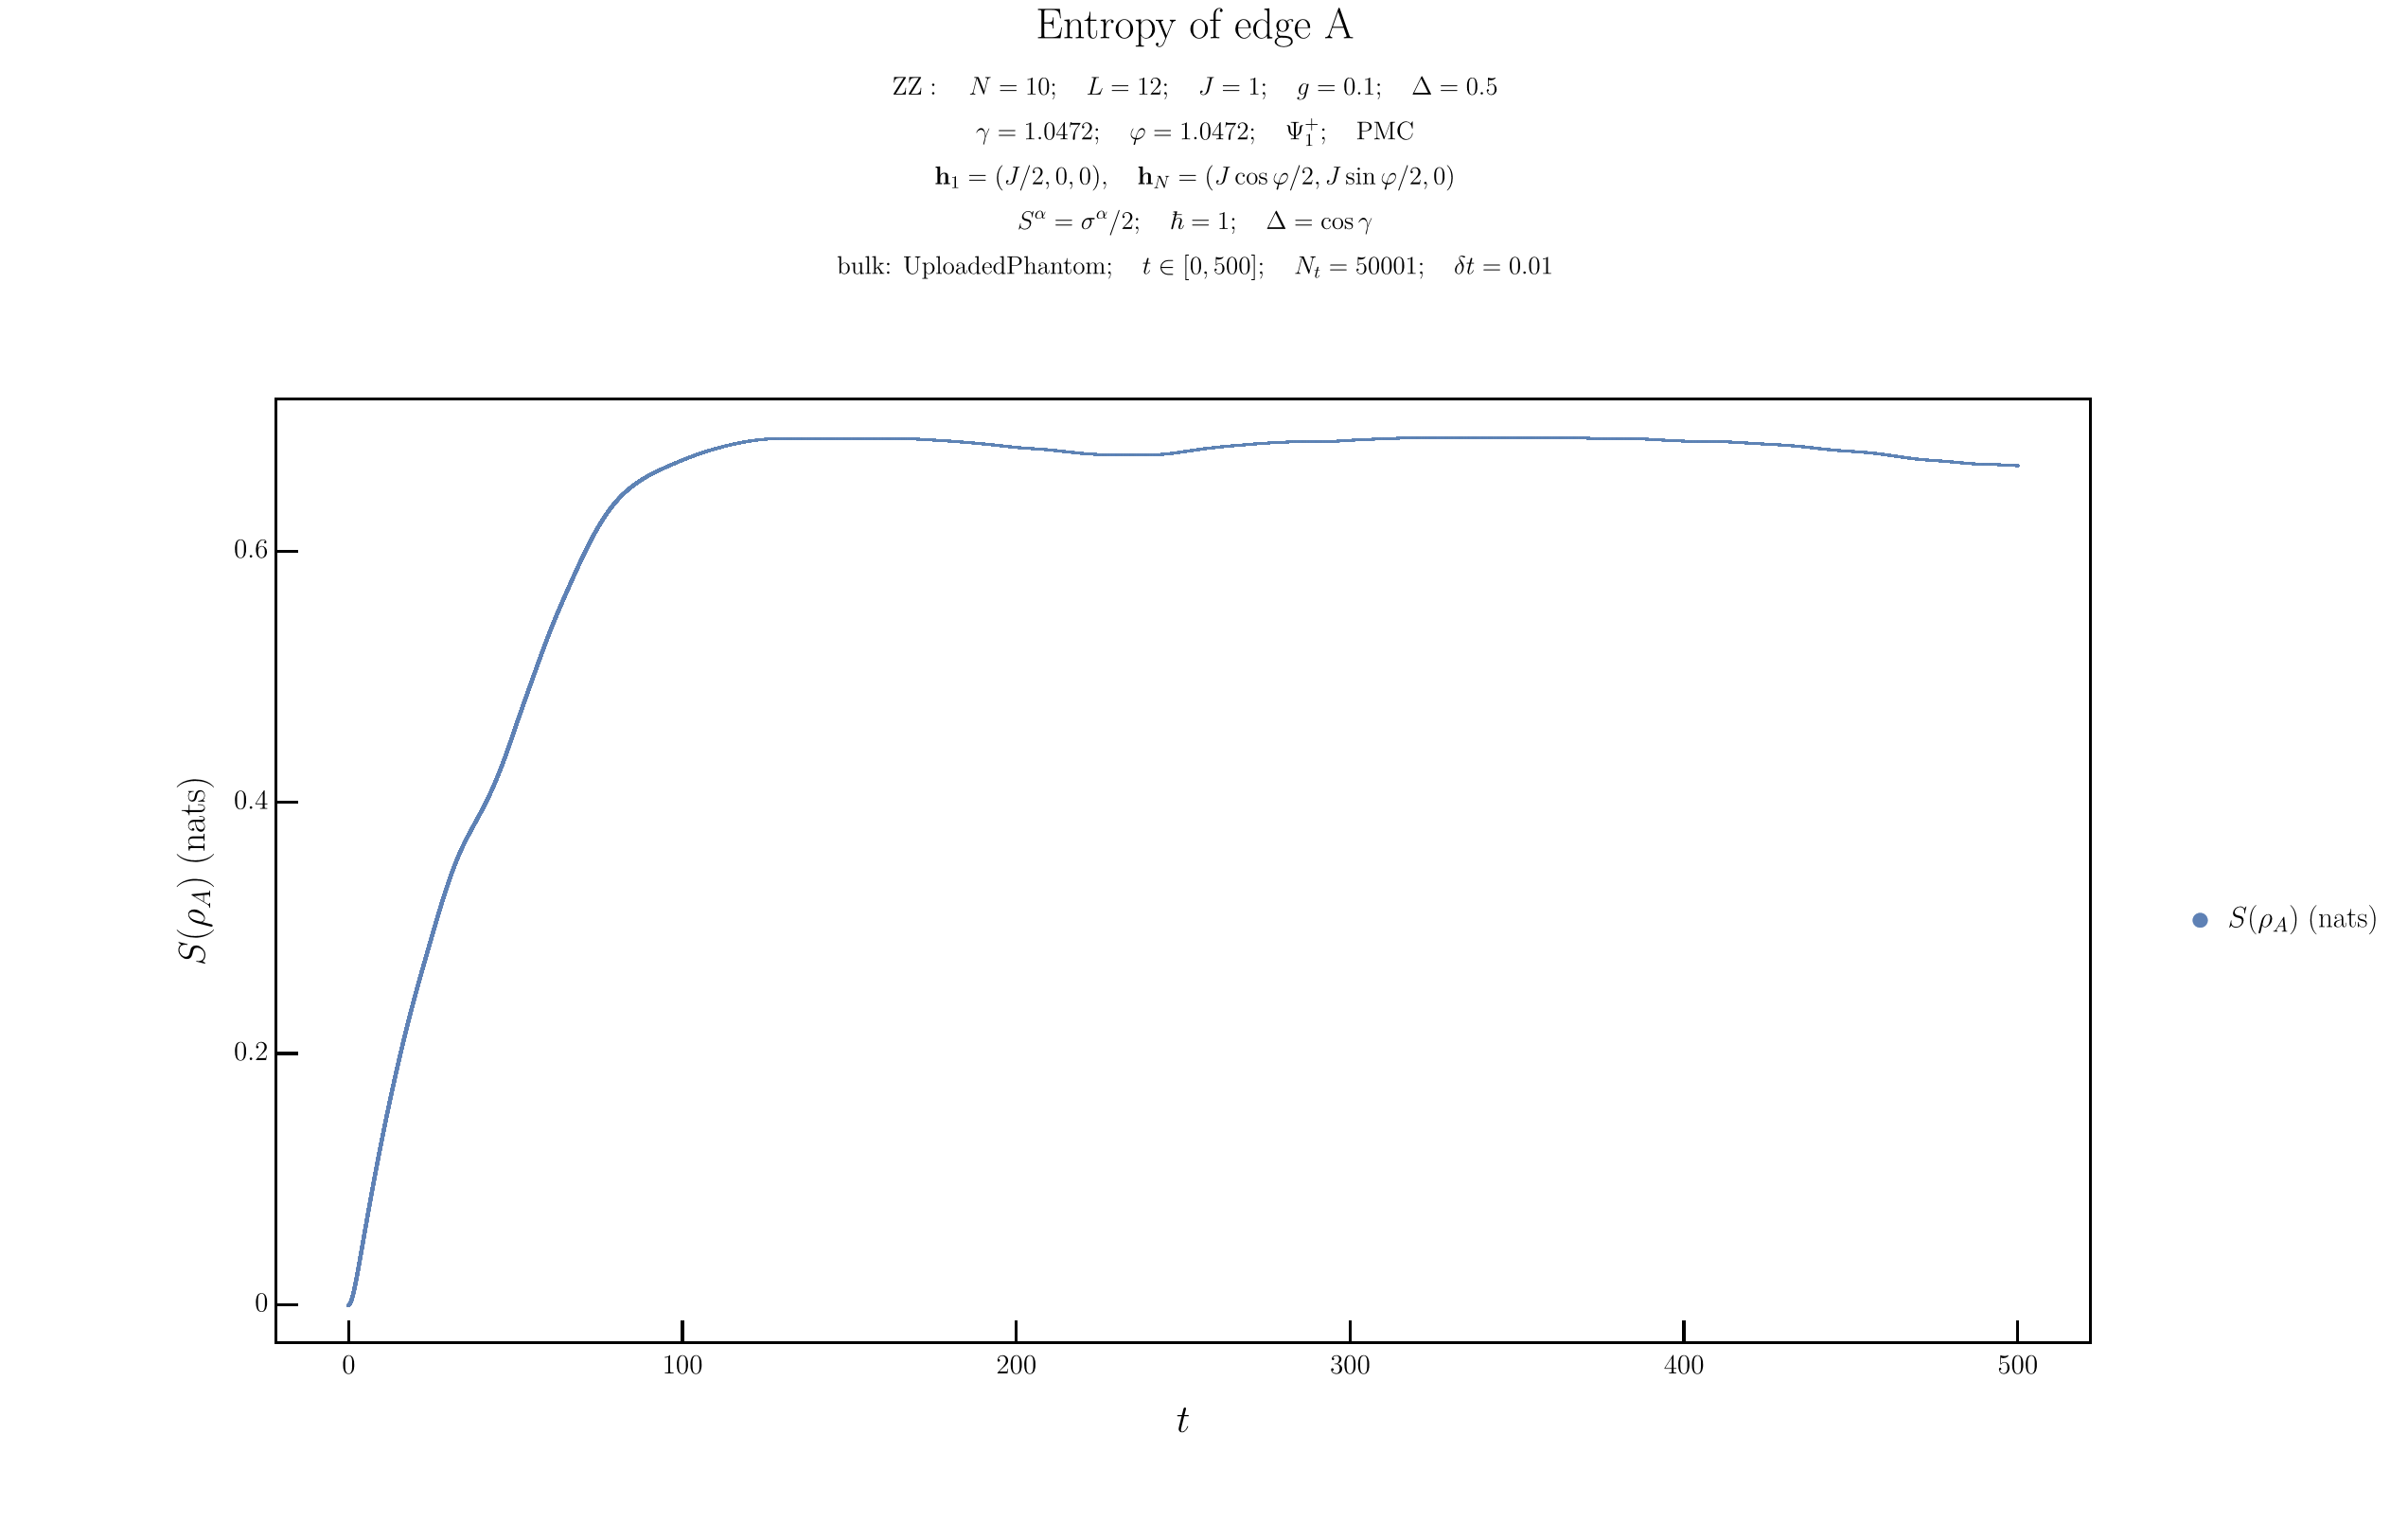 Entropy of edge A
ZZ : N = 10; L = 12; J = 1; g = 0.1; Δ = 0.5
γ = 1.0472; φ = 1.0472; Ψ₁⁺; PMC
h₁ = (J/2, 0, 0), h_N = (J cos φ/2, J sin φ/2, 0)
S^α = σ^α/2; ℏ = 1; Δ = cos γ
bulk: UploadedPhantom; t ∈ [0, 500]; N_t = 50001; δt = 0.01
S(ρ_A) (nats)
0.6
0.4
0.2
0
0 100 200 300 400 500
t
S(ρ_A) (nats)